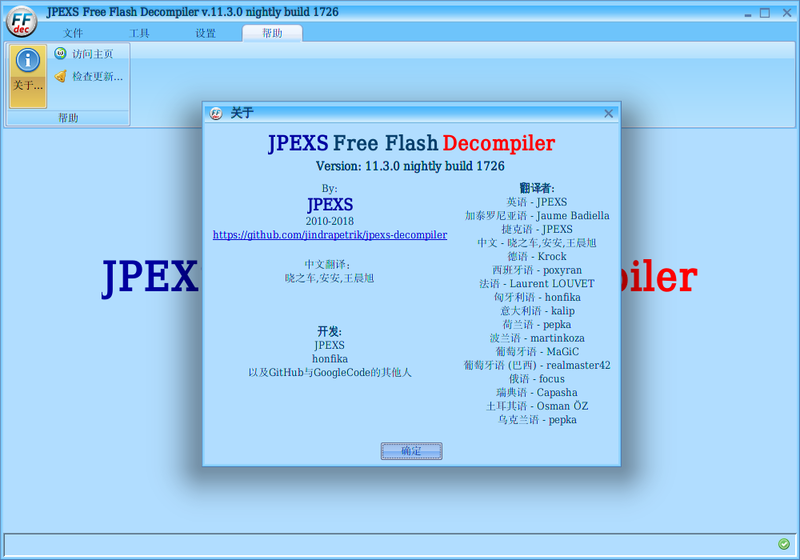 JPEXS Free Flash Decompiler v.11.3.0 nightly build 1726
FF
dec
文件
工具
设置
帮助
关于...
访问主页
检查更新...
帮助
关于
JPEXS Free Flash Decompiler
Version: 11.3.0 nightly build 1726
By:
JPEXS
2010-2018
https://github.com/jindrapetrik/jpexs-decompiler
中文翻译：
晓之车,安安,王晨旭
开发:
JPEXS
honfika
以及GitHub与GoogleCode的其他人
翻译者:
英语 - JPEXS
加泰罗尼亚语 - Jaume Badiella
捷克语 - JPEXS
中文 - 晓之车,安安,王晨旭
德语 - Krock
西班牙语 - poxyran
法语 - Laurent LOUVET
匈牙利语 - honfika
意大利语 - kalip
荷兰语 - pepka
波兰语 - martinkoza
葡萄牙语 - MaGiC
葡萄牙语 (巴西) - realmaster42
俄语 - focus
瑞典语 - Capasha
土耳其语 - Osman ÖZ
乌克兰语 - pepka
确定
JPEX
piler